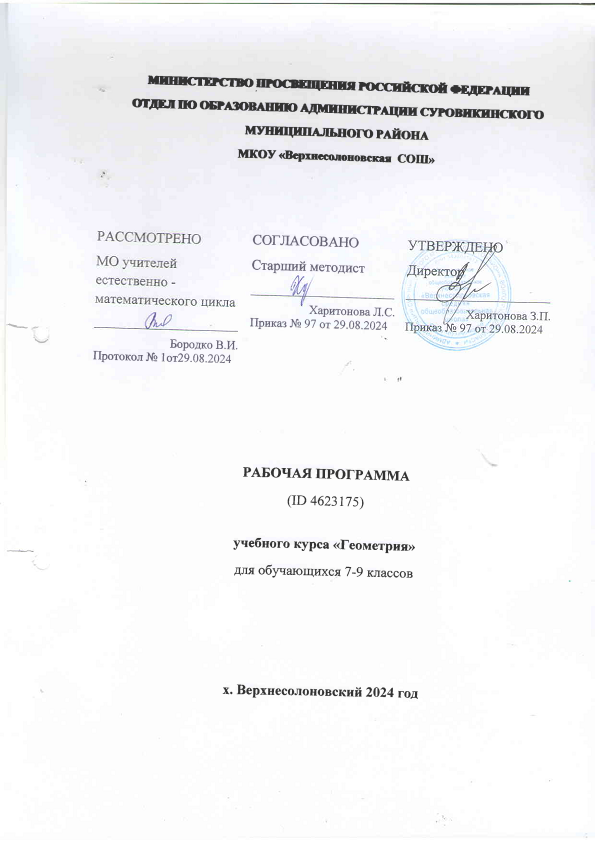 МИНИСТЕРСТВО ПРОСВЕЩЕНИЯ РОССИЙСКОЙ ФЕДЕРАЦИИ
ОТДЕЛ ПО ОБРАЗОВАНИЮ АДМИНИСТРАЦИИ СУРОВИКИНСКОГО
МУНИЦИПАЛЬНОГО РАЙОНА
МКОУ «Верхнесолоновская СОШ»
РАССМОТРЕНО
МО учителей
естественно -
математического цикла
Бородко В.И.
Протокол № 1от29.08.2024
СОГЛАСОВАНО
Старший методист
Харитонова Л.С.
Приказ № 97 от 29.08.2024
УТВЕРЖДЕНО
Директор
Харитонова З.П.
Приказ № 97 от 29.08.2024
РАБОЧАЯ ПРОГРАММА
(ID 4623175)
учебного курса «Геометрия»
для обучающихся 7-9 классов
х. Верхнесолоновский 2024 год